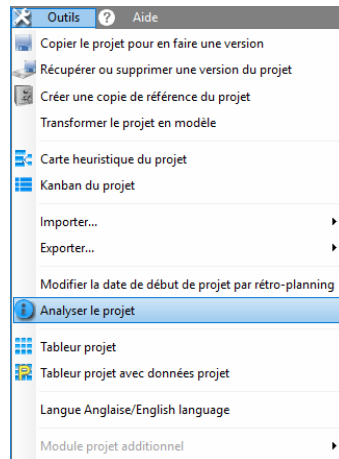 Outils ? Aide
Copier le projet pour en faire une version
Récupérer ou supprimer une version du projet
Créer une copie de référence du projet
Transformer le projet en modèle
Carte heuristique du projet
Kanban du projet
Importer...
Exporter...
Modifier la date de début de projet par rétro-planning
Analyser le projet
Tableur projet
Tableur projet avec données projet
Langue Anglaise/English language
Module projet additionnel